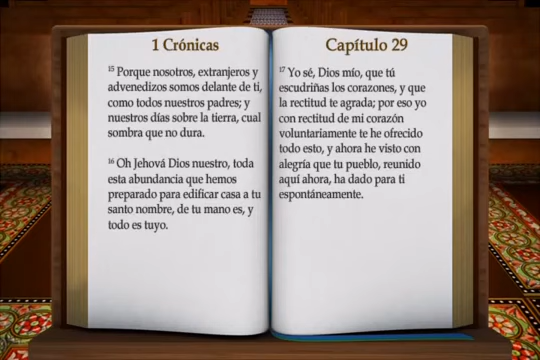 1 Crónicas
¹⁵ Porque nosotros, extranjeros y
advenedizos somos delante de ti,
como todos nuestros padres; y
nuestros días sobre la tierra, cual
sombra que no dura.
¹⁶ Oh Jehová Dios nuestro, toda
esta abundancia que hemos
preparado para edificar casa a tu
santo nombre, de tu mano es, y
todo es tuyo.
Capítulo 29
¹⁷ Yo sé, Dios mío, que tú
escudriñas los corazones, y que
la rectitud te agrada; por eso yo
con rectitud de mi corazón
voluntariamente te he ofrecido
todo esto, y ahora he visto con
alegría que tu pueblo, reunido
aquí ahora, ha dado para ti
espontáneamente.